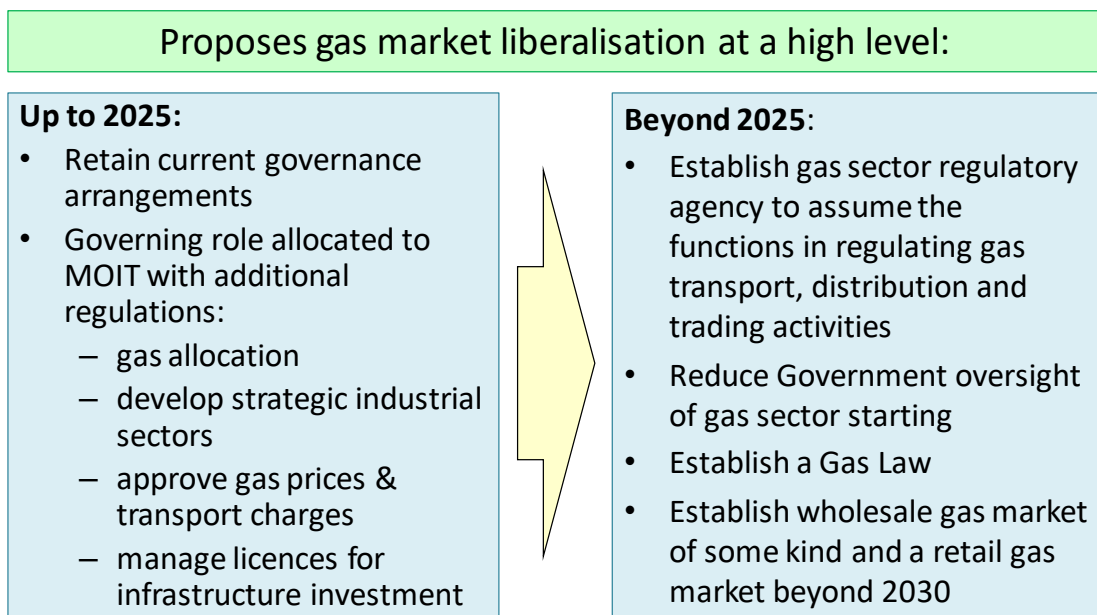 Proposes gas market liberalisation at a high level:
Up to 2025:
• Retain current governance
arrangements
• Governing role allocated to
MOIT with additional
regulations:
– gas allocation
– develop strategic industrial
sectors
– approve gas prices &
transport charges
– manage licences for
infrastructure investment
Beyond 2025:
• Establish gas sector regulatory
agency to assume the
functions in regulating gas
transport, distribution and
trading activities
• Reduce Government oversight
of gas sector starting
• Establish a Gas Law
• Establish wholesale gas market
of some kind and a retail gas
market beyond 2030